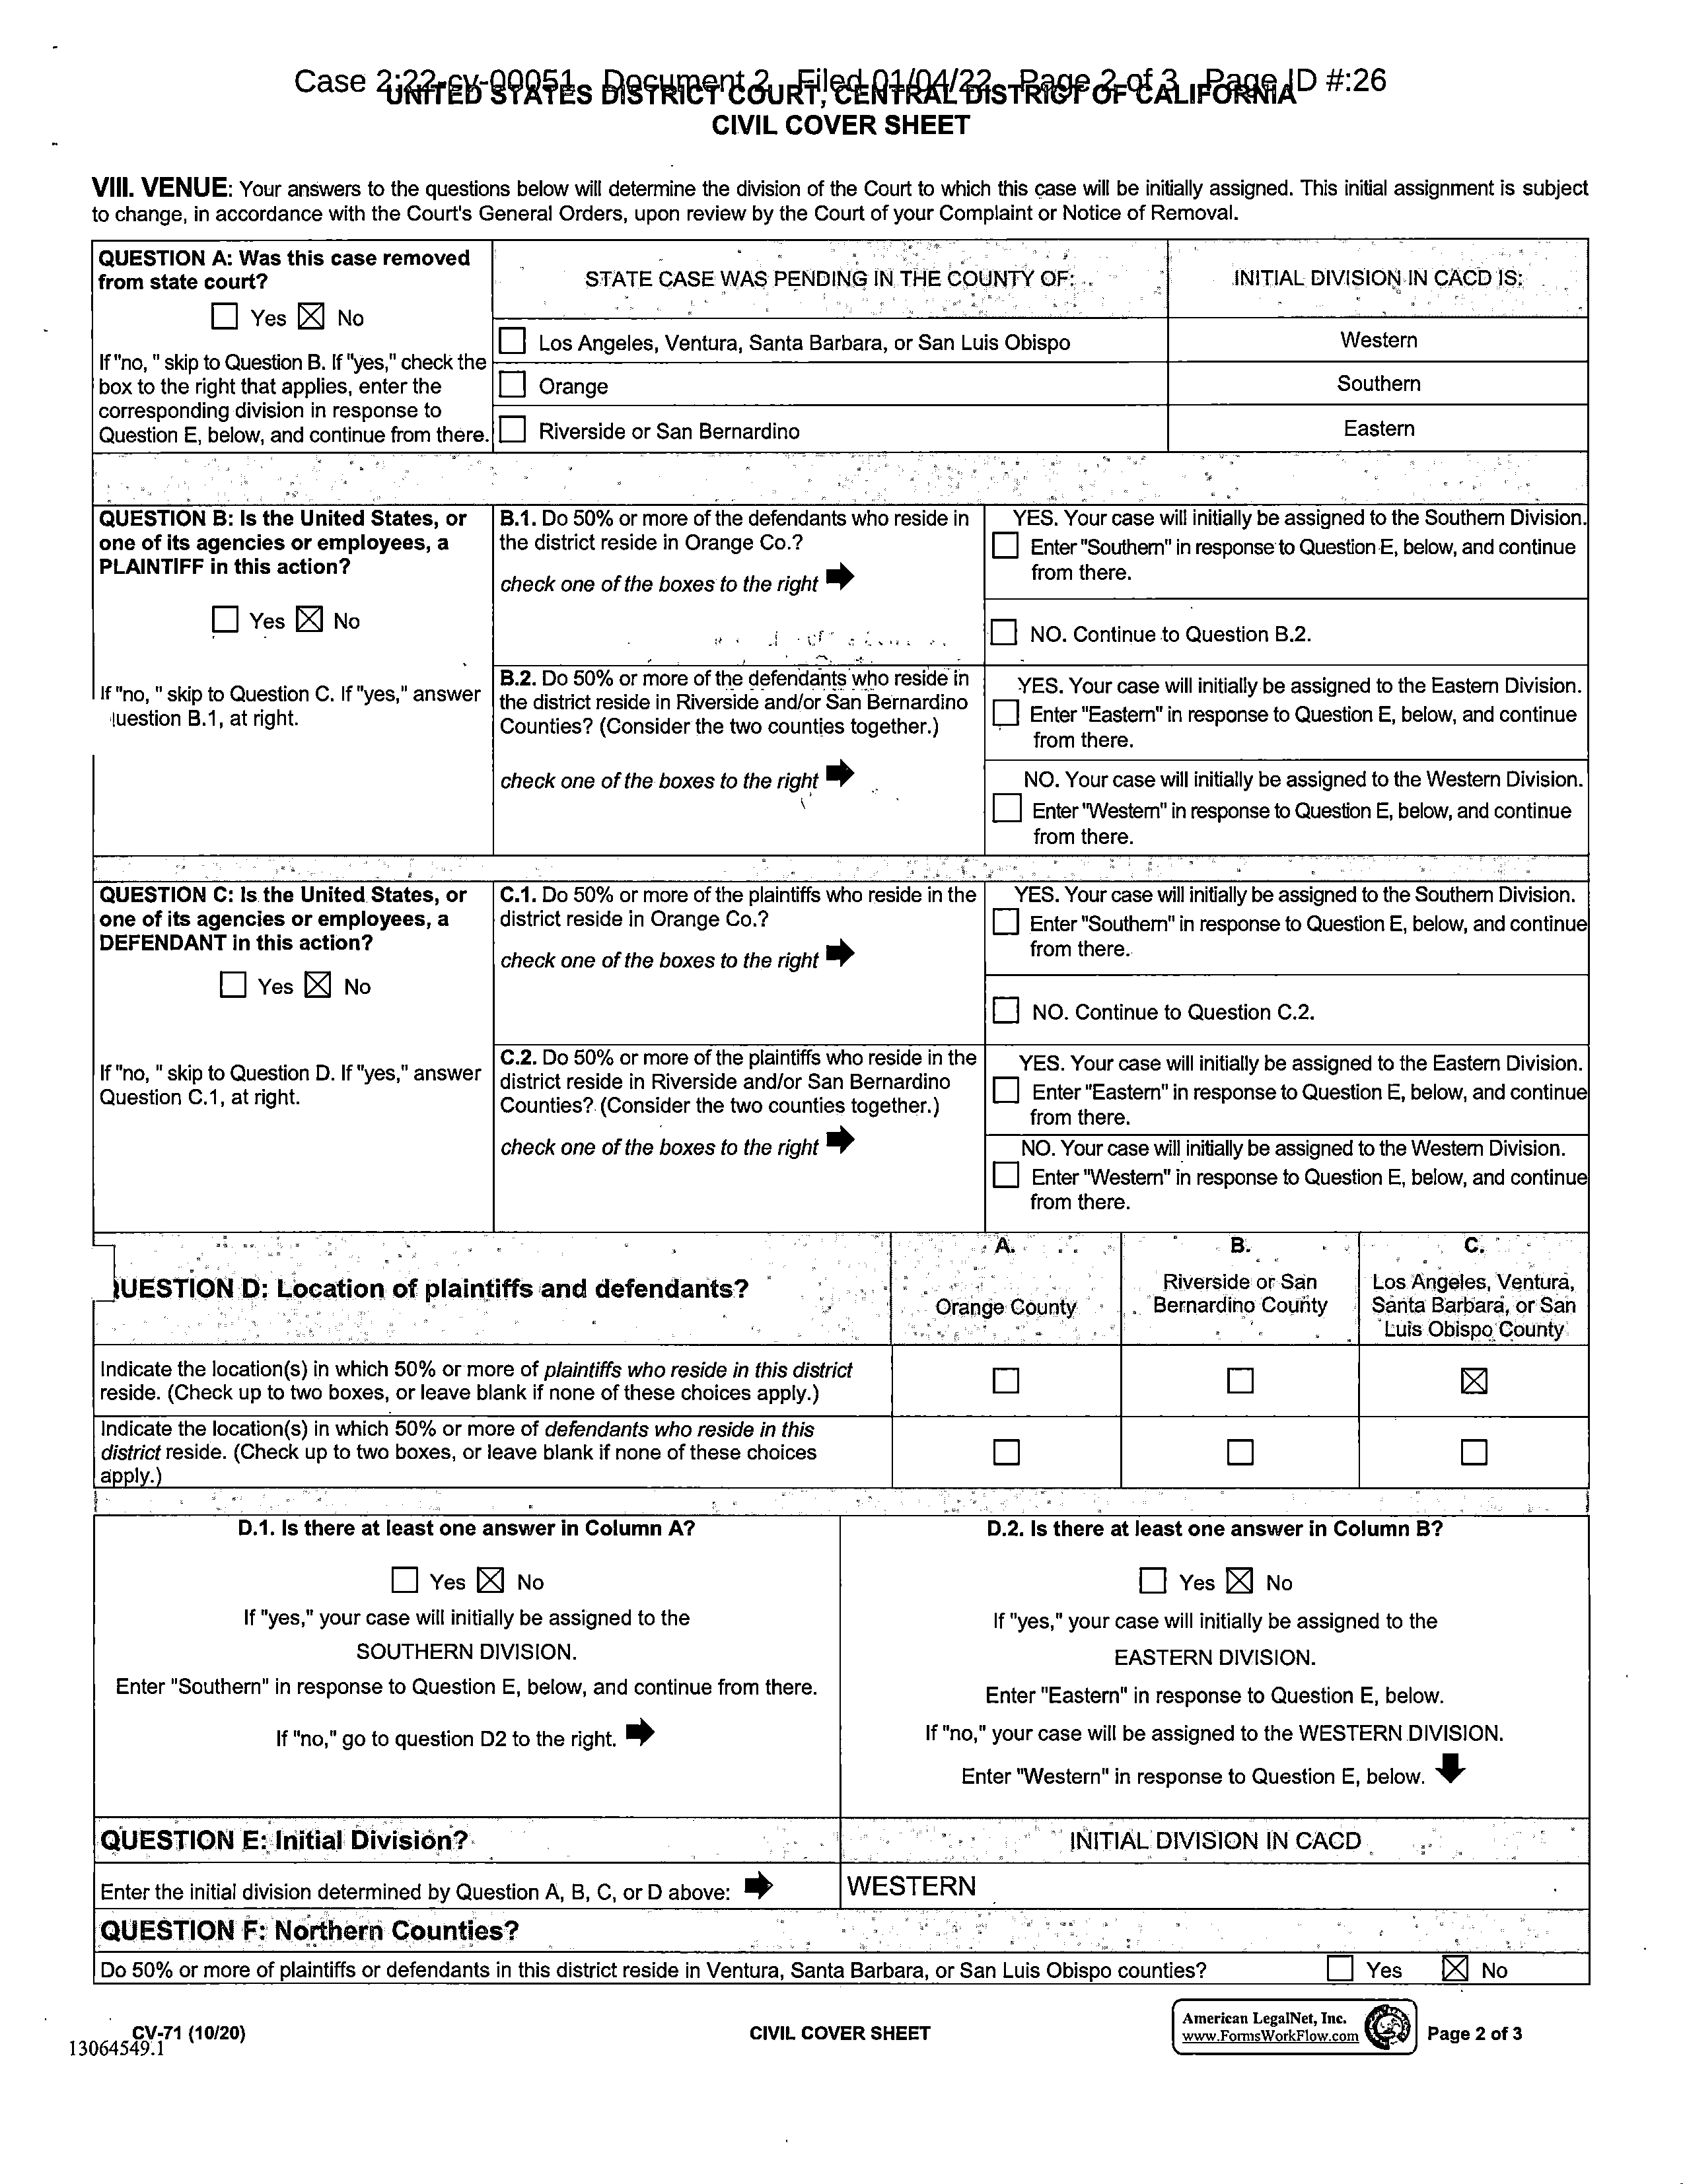 Case 2:22-cv-00051 Document 2 Filed 01/04/22 Page 2 of 3 Page ID #:26
UNITED STATES DISTRICT COURT, CENTRAL DISTRICT OF CALIFORNIA
CIVIL COVER SHEET
VIII. VENUE: Your answers to the questions below will determine the division of the Court to which this case will be initially assigned. This initial assignment is subject
to change, in accordance with the Court's General Orders, upon review by the Court of your Complaint or Notice of Removal.
QUESTION A: Was this case removed
from state court?
Yes No
If "no, " skip to Question B. If "yes," check the
box to the right that applies, enter the
corresponding division in response to
Question E, below, and continue from there.
STATE CASE WAS PENDING IN THE COUNTY OF:
INITIAL DIVISION IN CACD IS:
Los Angeles, Ventura, Santa Barbara, or San Luis Obispo
Western
Orange
Southern
Riverside or San Bernardino
Eastern
QUESTION B: Is the United States, or
one of its agencies or employees, a
PLAINTIFF in this action?
Yes No
If "no, " skip to Question C. If "yes," answer
uestion B.1, at right.
B.1. Do 50% or more of the defendants who reside in
the district reside in Orange Co.?
check one of the boxes to the right
YES. Your case will initially be assigned to the Southern Division.
Enter "Southern" in response to Question E, below, and continue
from there.
NO. Continue to Question B.2.
B.2. Do 50% or more of the defendants who reside in
the district reside in Riverside and/or San Bernardino
Counties? (Consider the two counties together.)
check one of the boxes to the right
YES. Your case will initially be assigned to the Eastern Division.
Enter "Eastern" in response to Question E, below, and continue
from there.
NO. Your case will initially be assigned to the Western Division.
Enter "Western" in response to Question E, below, and continue
from there.
QUESTION C: Is the United States, or
one of its agencies or employees, a
DEFENDANT in this action?
Yes No
If "no, " skip to Question D. If "yes," answer
Question C.1, at right.
C.1. Do 50% or more of the plaintiffs who reside in the
district reside in Orange Co.?
check one of the boxes to the right
YES. Your case will initially be assigned to the Southern Division.
Enter "Southern" in response to Question E, below, and continue
from there.
NO. Continue to Question C.2.
C.2. Do 50% or more of the plaintiffs who reside in the
district reside in Riverside and/or San Bernardino
Counties? (Consider the two counties together.)
check one of the boxes to the right
YES. Your case will initially be assigned to the Eastern Division.
Enter "Eastern" in response to Question E, below, and continue
from there.
NO. Your case will initially be assigned to the Western Division.
Enter "Western" in response to Question E, below, and continue
from there.
UESTION D: Location of plaintiffs and defendants?
A.
Orange County
B.
Riverside or San
Bernardino County
C.
Los Angeles, Ventura,
Santa Barbara, or San
Luis Obispo County
Indicate the location(s) in which 50% or more of plaintiffs who reside in this district
reside. (Check up to two boxes, or leave blank if none of these choices apply.)
Indicate the location(s) in which 50% or more of defendants who reside in this
district reside. (Check up to two boxes, or leave blank if none of these choices
apply.)
D.1. Is there at least one answer in Column A?
Yes No
If "yes," your case will initially be assigned to the
SOUTHERN DIVISION.
Enter "Southern" in response to Question E, below, and continue from there.
If "no," go to question D2 to the right.
D.2. Is there at least one answer in Column B?
Yes No
If "yes," your case will initially be assigned to the
EASTERN DIVISION.
Enter "Eastern" in response to Question E, below.
If "no," your case will be assigned to the WESTERN DIVISION.
Enter "Western" in response to Question E, below.
QUESTION E: Initial Division?
INITIAL DIVISION IN CACD
Enter the initial division determined by Question A, B, C, or D above:
WESTERN
QUESTION F: Northern Counties?
Do 50% or more of plaintiffs or defendants in this district reside in Ventura, Santa Barbara, or San Luis Obispo counties?
Yes No
CV-71 (10/20)
13064549.1
CIVIL COVER SHEET
American LegalNet, Inc.
www.FormsWorkFlow.com
Page 2 of 3